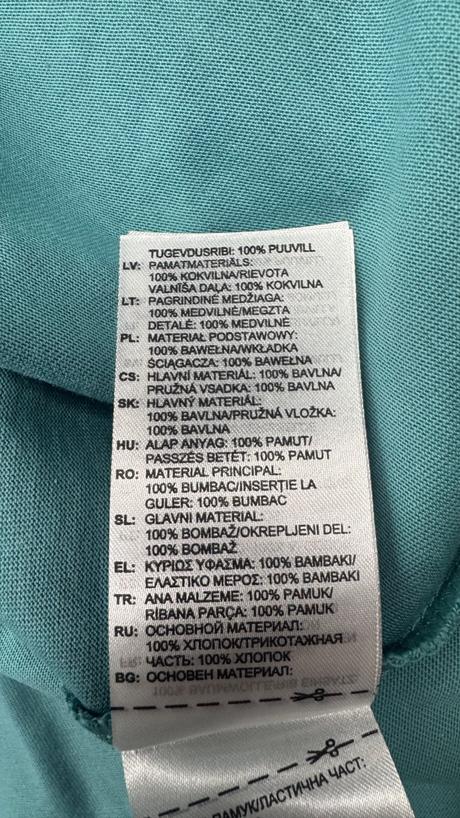 TUGEVDUSRIBI: 100% PUUVILL
LV: PAMATMATERIĀLS:
100% KOKVILNA/RIEVOTA
VALNĪŠA DAĻA: 100% KOKVILNA
LT: PAGRINDINĖ MEDŽIAGA:
100% MEDVILNĖ/MEGZTA
DETALĖ: 100% MEDVILNĖ
PL: MATERIAŁ PODSTAWOWY:
100% BAWEŁNA/WKŁADKA
ŚCIĄGACZA: 100% BAWEŁNA
CS: HLAVNÍ MATERIÁL: 100% BAVLNA/
PRUŽNÁ VSADKA: 100% BAVLNA
SK: HLAVNÝ MATERIÁL:
100% BAVLNA/PRUŽNÁ VLOŽKA:
100% BAVLNA
HU: ALAP ANYAG: 100% PAMUT/
PASSZÉS BETÉT: 100% PAMUT
RO: MATERIAL PRINCIPAL:
100% BUMBAC/INSERȚIE LA
GULER: 100% BUMBAC
SL: GLAVNI MATERIAL:
100% BOMBAŽ/OKREPLJENI DEL:
100% BOMBAŽ
EL: ΚΥΡΙΟΣ ΥΦΑΣΜΑ: 100% ΒΑΜΒΑΚΙ/
ΕΛΑΣΤΙΚΟ ΜΕΡΟΣ: 100% ΒΑΜΒΑΚΙ
TR: ANA MALZEME: 100% PAMUK/
RİBANA PARÇA: 100% PAMUK
RU: ОСНОВНОЙ МАТЕРИАЛ:
100% ХЛОПОК/ТРИКОТАЖНАЯ
ЧАСТЬ: 100% ХЛОПОК
BG: ОСНОВЕН МАТЕРИАЛ:
ПАМУК/ЛАСТИЧНА ЧАСТ: